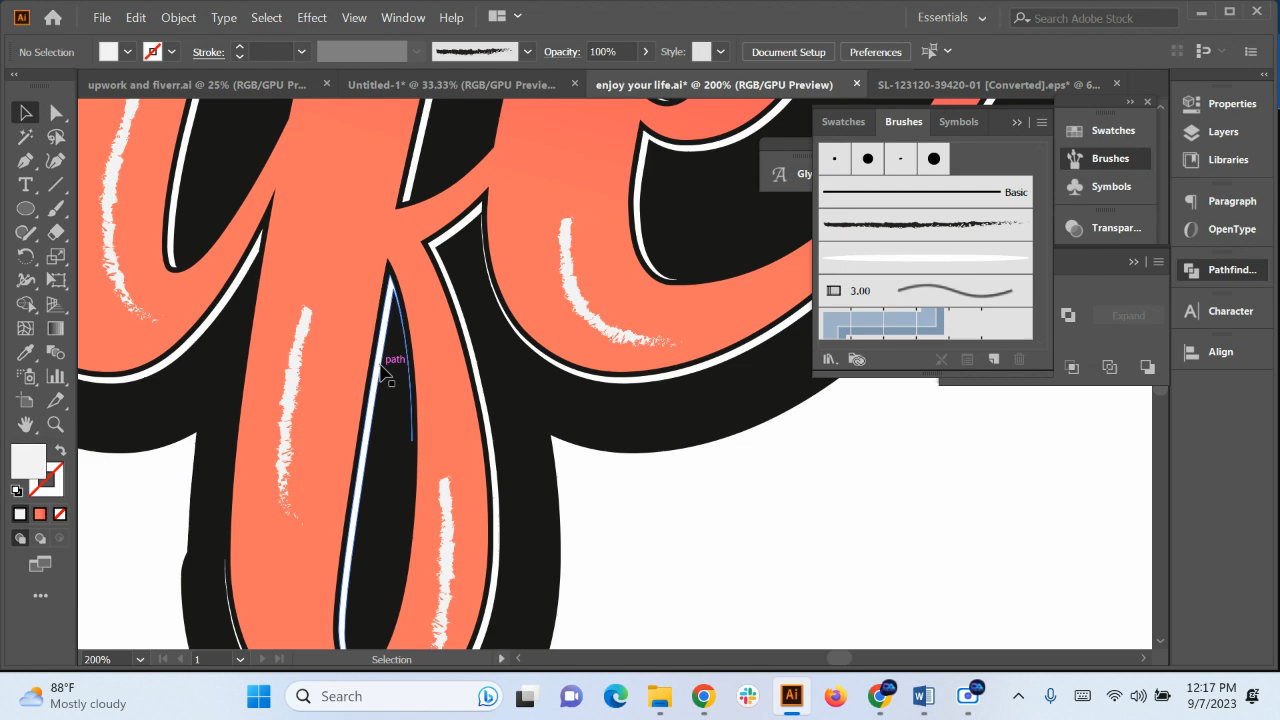 Ai File Edit Object Type Select Effect View Window Help Essentials Search Adobe Stock
No Selection Stroke: Opacity: 100% Style: Document Setup Preferences
upwork and fiverr.ai @ 25% (RGB/GPU Pr... Untitled-1* @ 33.33% (RGB/GPU Previe... enjoy your life.ai* @ 200% (RGB/GPU Preview) SL-123120-39420-01 [Converted].eps* @ 6...
Swatches Brushes Symbols
Basic
3.00
A Gly
Swatches
Brushes
Symbols
Transpar...
Expand
Properties
Layers
Libraries
Paragraph
OpenType
Pathfind...
Character
Align
path
200% 1 Selection
88°F
Mostly cloudy
Search
Ai
12:17 PM
9/7/2023